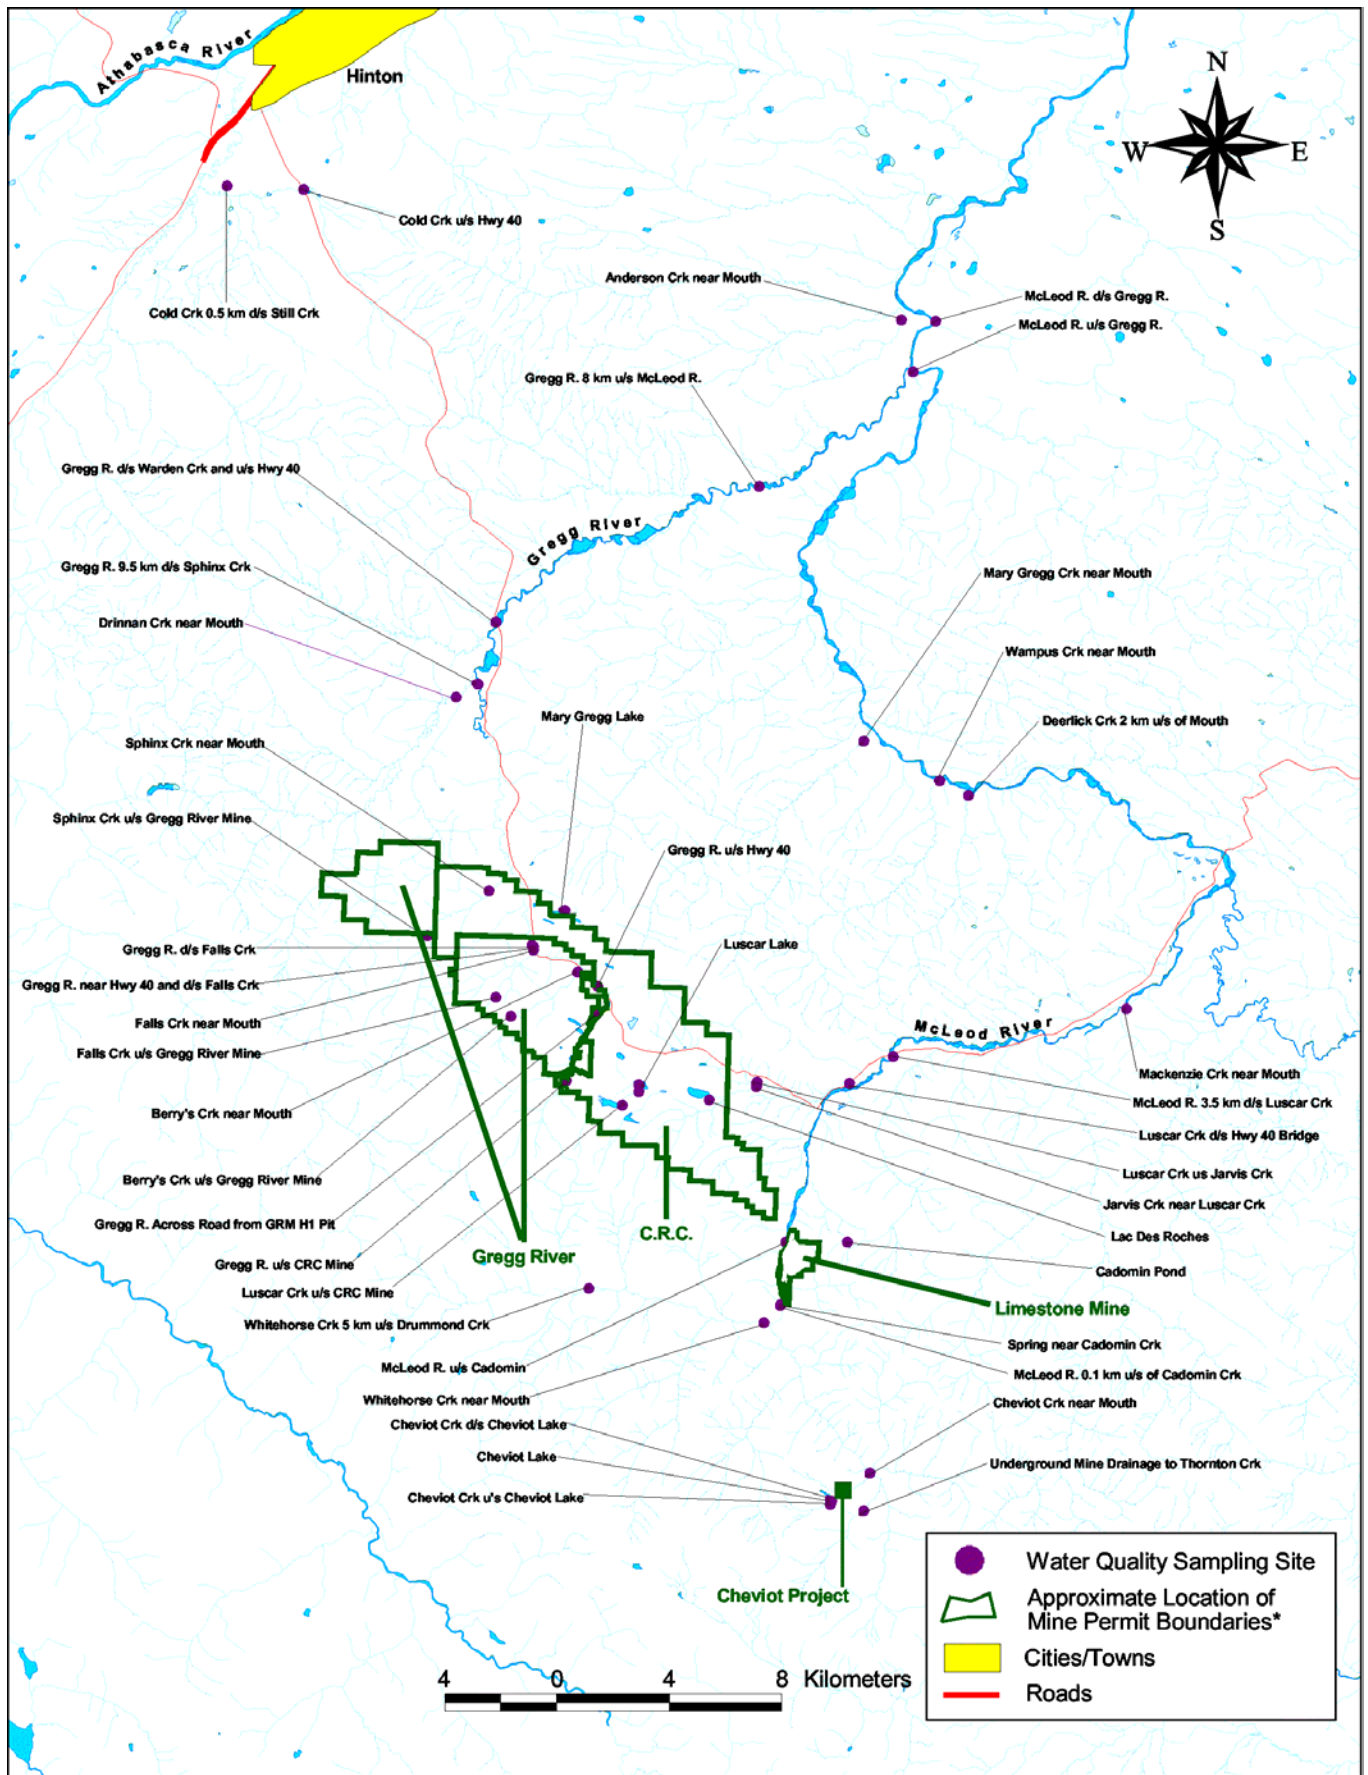 Athabasca River
Hinton
N
W
E
S
Cold Crk u/s Hwy 40
Cold Crk 0.5 km d/s Still Crk
Anderson Crk near Mouth
McLeod R. d/s Gregg R.
McLeod R. u/s Gregg R.
Gregg R. 8 km u/s McLeod R.
Gregg R. d/s Warden Crk and u/s Hwy 40
Gregg River
Gregg R. 9.5 km d/s Sphinx Crk
Mary Gregg Crk near Mouth
Drinnan Crk near Mouth
Wampus Crk near Mouth
Mary Gregg Lake
Deerlick Crk 2 km u/s of Mouth
Sphinx Crk near Mouth
Sphinx Crk u/s Gregg River Mine
Gregg R. u/s Hwy 40
Luscar Lake
Gregg R. d/s Falls Crk
Gregg R. near Hwy 40 and d/s Falls Crk
Falls Crk near Mouth
McLeod River
Falls Crk u/s Gregg River Mine
Mackenzie Crk near Mouth
McLeod R. 3.5 km d/s Luscar Crk
Berry's Crk near Mouth
Luscar Crk d/s Hwy 40 Bridge
Luscar Crk us Jarvis Crk
Berry's Crk u/s Gregg River Mine
Jarvis Crk near Luscar Crk
Gregg R. Across Road from GRM H1 Pit
C.R.C.
Lac Des Roches
Gregg River
Gregg R. u/s CRC Mine
Cadomin Pond
Luscar Crk u/s CRC Mine
Limestone Mine
Whitehorse Crk 5 km u/s Drummond Crk
Spring near Cadomin Crk
McLeod R. u/s Cadomin
McLeod R. 0.1 km u/s of Cadomin Crk
Whitehorse Crk near Mouth
Cheviot Crk near Mouth
Cheviot Crk d/s Cheviot Lake
Cheviot Lake
Underground Mine Drainage to Thornton Crk
Cheviot Crk u's Cheviot Lake
Cheviot Project
Water Quality Sampling Site
Approximate Location of
Mine Permit Boundaries*
Cities/Towns
Roads
4 0 4 8 Kilometers